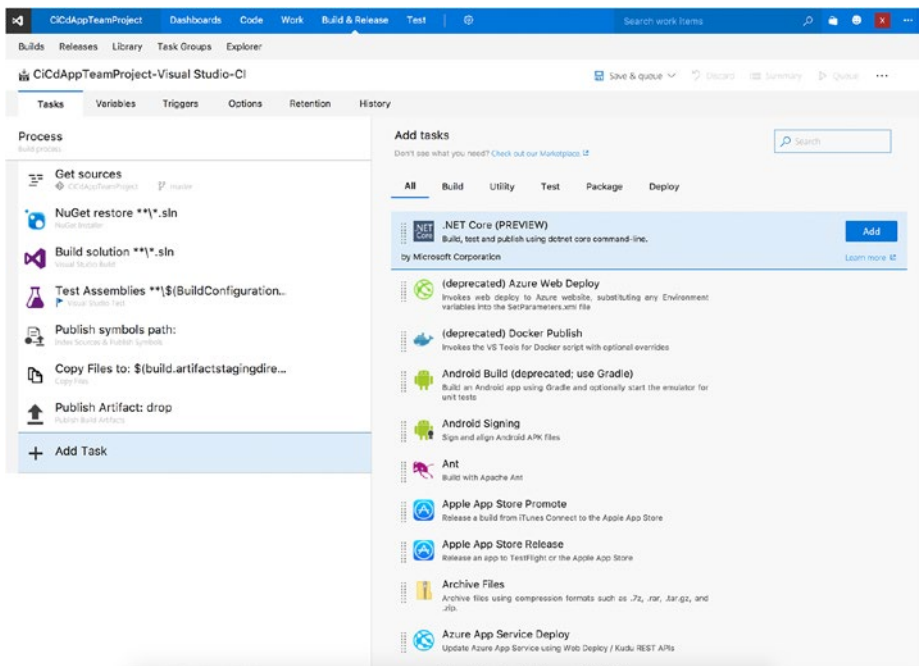 CiCdAppTeamProject Dashboards Code Work Build & Release Test Search work items X
Builds Releases Library Task Groups Explorer
CiCdAppTeamProject-Visual Studio-CI Save & queue Discard Summary Queue
Tasks Variables Triggers Options Retention History
Process
Build process
Get sources
CiCdAppTeamProject master
NuGet restore **\*.sln
NuGet Installer
Build solution **\*.sln
Visual Studio Build
Test Assemblies **\$(BuildConfiguration...
Visual Studio Test
Publish symbols path:
Index Sources & Publish Symbols
Copy Files to: $(build.artifactstagingdire...
Copy Files
Publish Artifact: drop
Publish Build Artifacts
Add Task
Add tasks
Search
Don't see what you need? Check out our Marketplace
All Build Utility Test Package Deploy
.NET Core
.NET Core (PREVIEW)
Build, test and publish using dotnet core command-line.
Add
by Microsoft Corporation
Learn more
(deprecated) Azure Web Deploy
Invokes web deploy to Azure website, substituting any Environment
variables into the SetParameters.xml file
(deprecated) Docker Publish
Invokes the VS Tools for Docker script with optional overrides
Android Build (deprecated; use Gradle)
Build an Android app using Gradle and optionally start the emulator for
unit tests
Android Signing
Sign and align Android APK files
Ant
Build with Apache Ant
Apple App Store Promote
Release a build from iTunes Connect to the Apple App Store
Apple App Store Release
Release an app to TestFlight or the Apple App Store
Archive Files
Archive files using compression formats such as .7z, .rar, .tar.gz, and
.zip.
Azure App Service Deploy
Update Azure App Service using Web Deploy / Kudu REST APIs